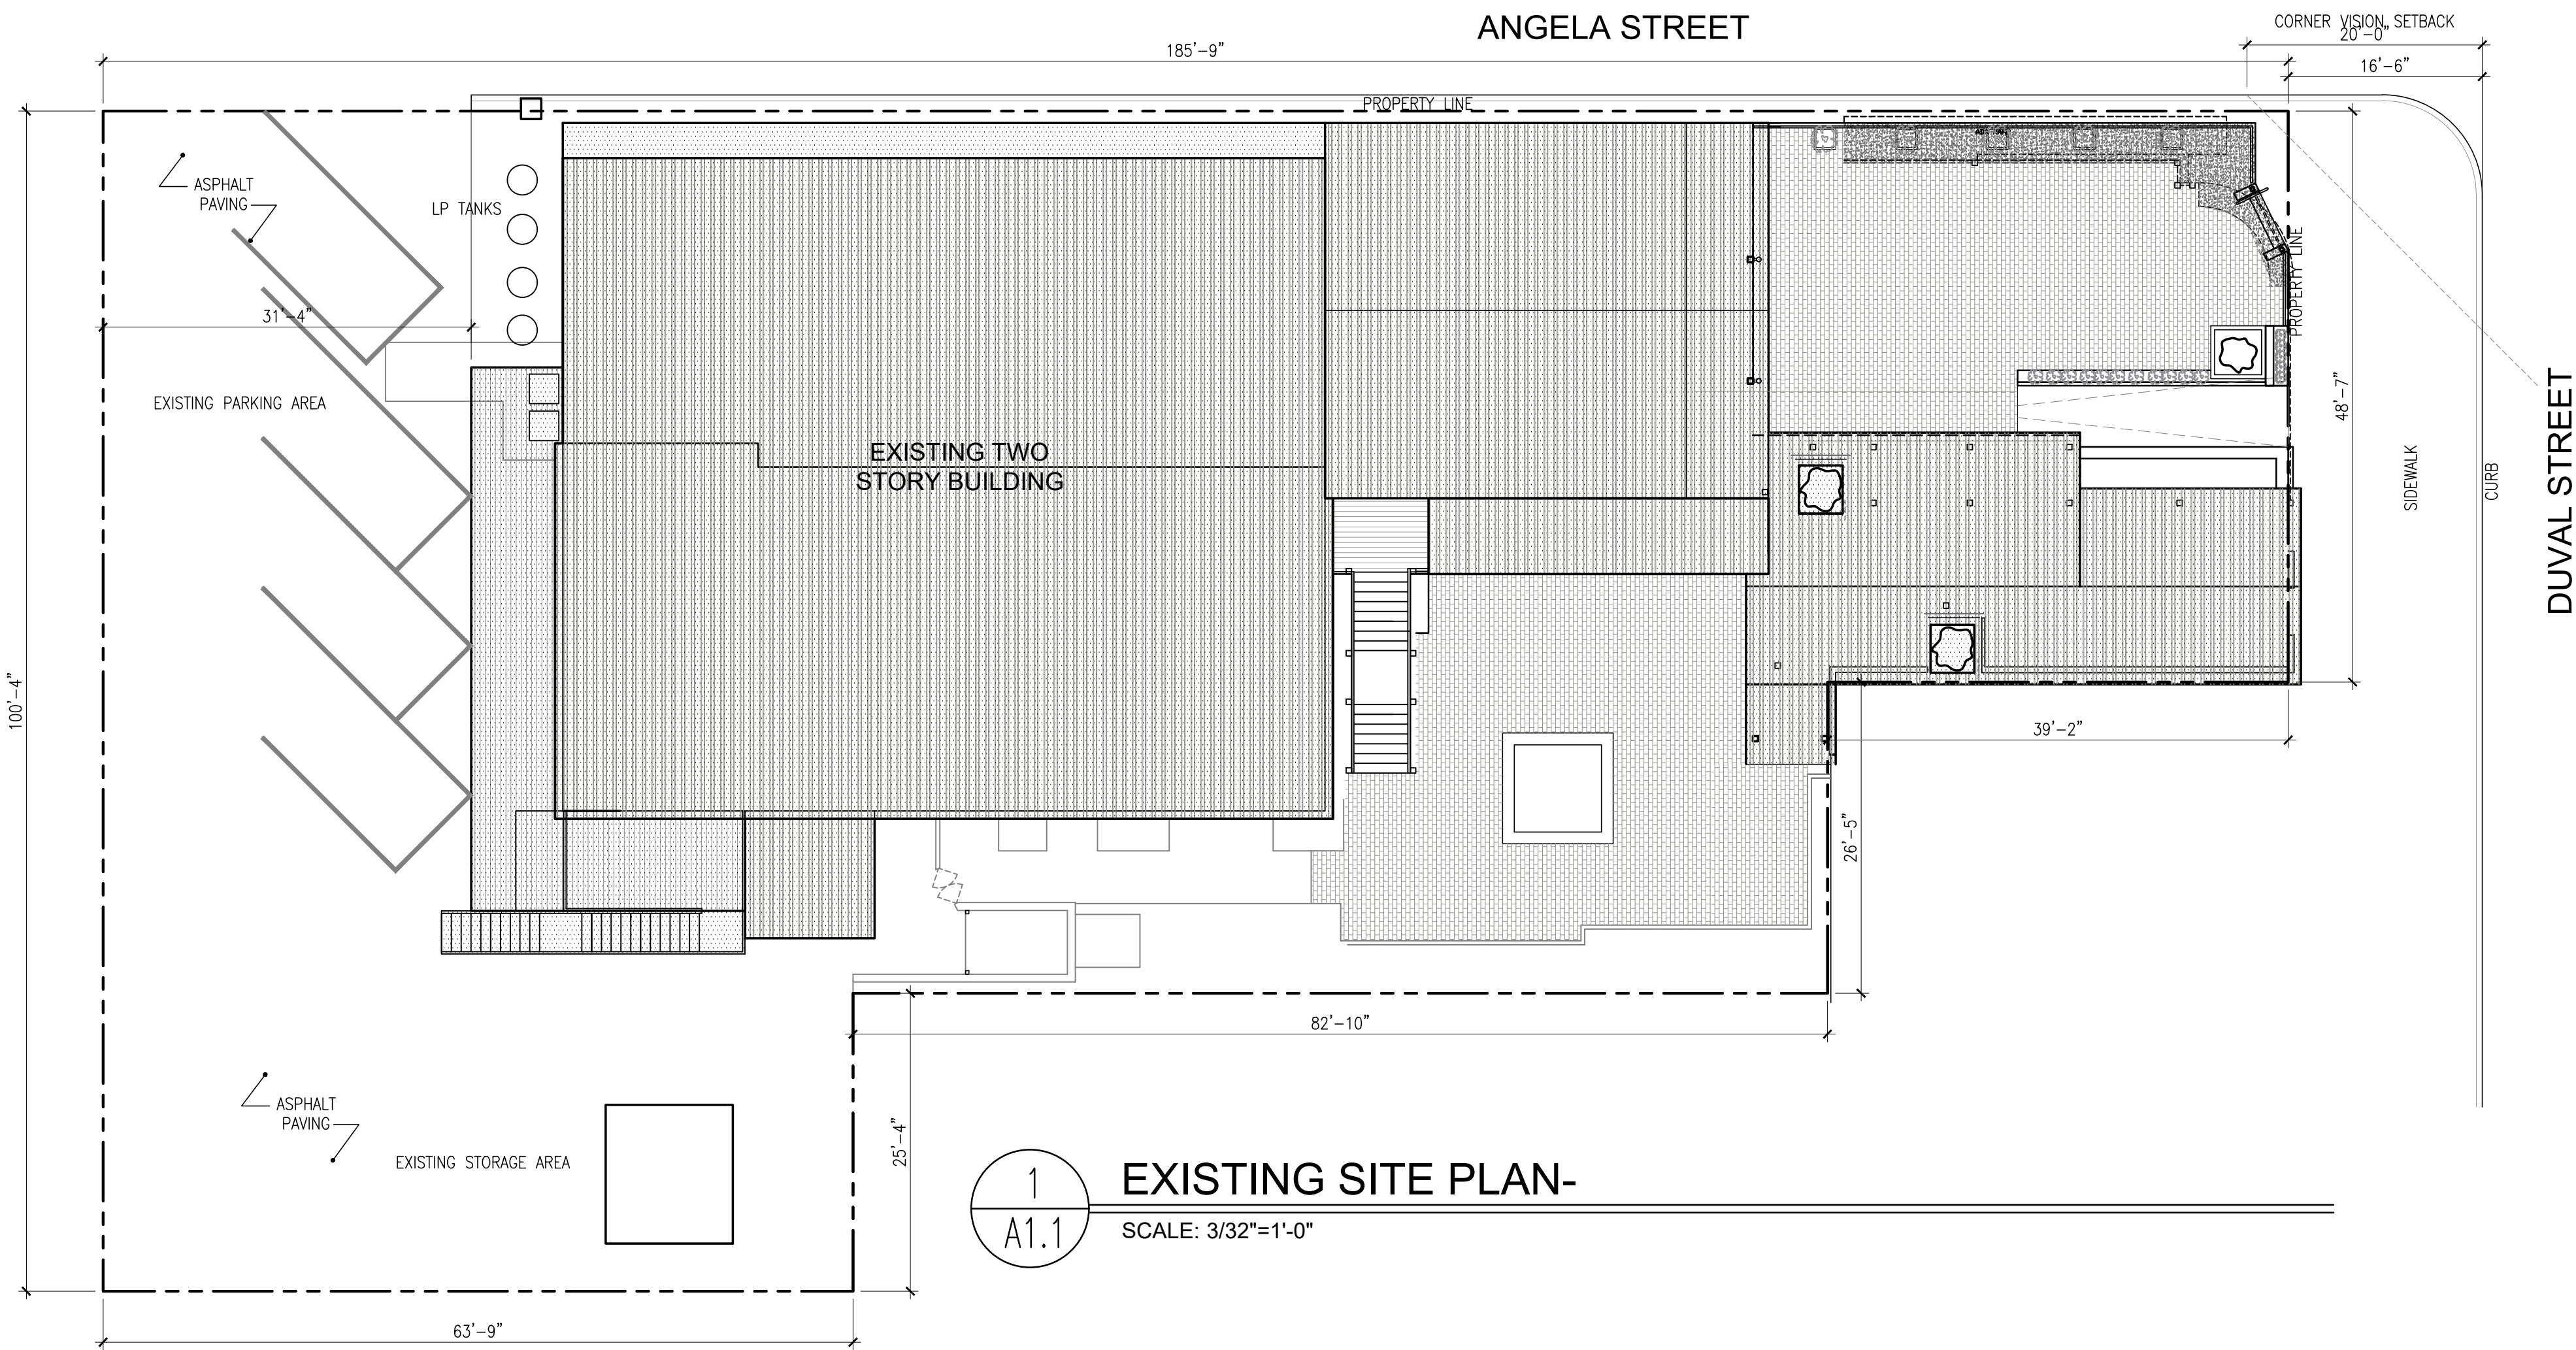 ANGELA STREET
CORNER VISION SETBACK
20'-0"
185'-9"
16'-6"
PROPERTY LINE
ASPHALT
PAVING
LP TANKS
PROPERTY LINE
31'-4"
EXISTING PARKING AREA
48'-7"
DUVAL STREET
EXISTING TWO
STORY BUILDING
SIDEWALK
CURB
100'-4"
39'-2"
26'-5"
82'-10"
ASPHALT
PAVING
25'-4"
EXISTING STORAGE AREA
1
A1.1
EXISTING SITE PLAN-
SCALE: 3/32"=1'-0"
63'-9"